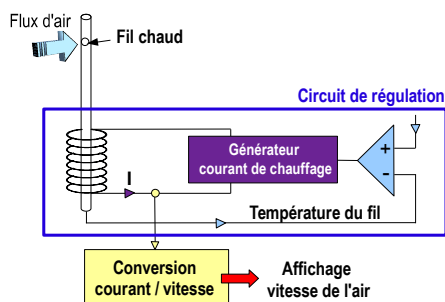 Flux d'air
Fil chaud
Circuit de régulation
Générateur
courant de chauffage
+
-
I
Température du fil
Conversion
courant / vitesse
Affichage
vitesse de l'air